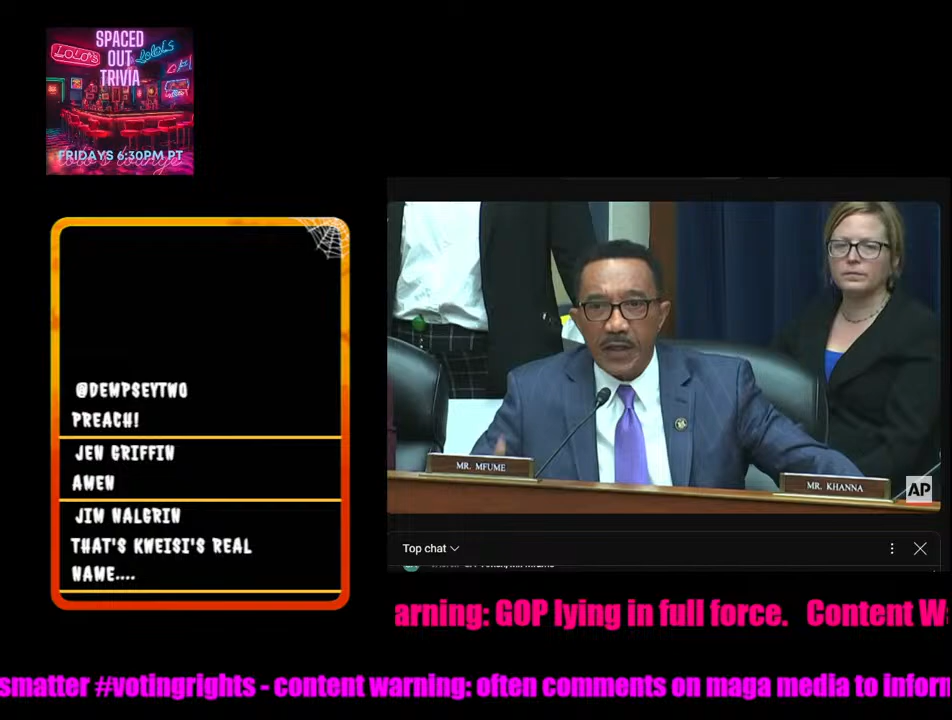 SPACED
OUT
TRIVIA
FRIDAYS 6:30PM PT
@DEMPSEYTWO
PREACH!
JEN GRIFFIN
AMEN
JIM NALGRIN
THAT'S KWEISI'S REAL
NAME....
MR. MFUME
MR. KHANNA
AP
Top chat
arning: GOP lying in full force. Content W
smatter #votingrights - content warning: often comments on maga media to inforn